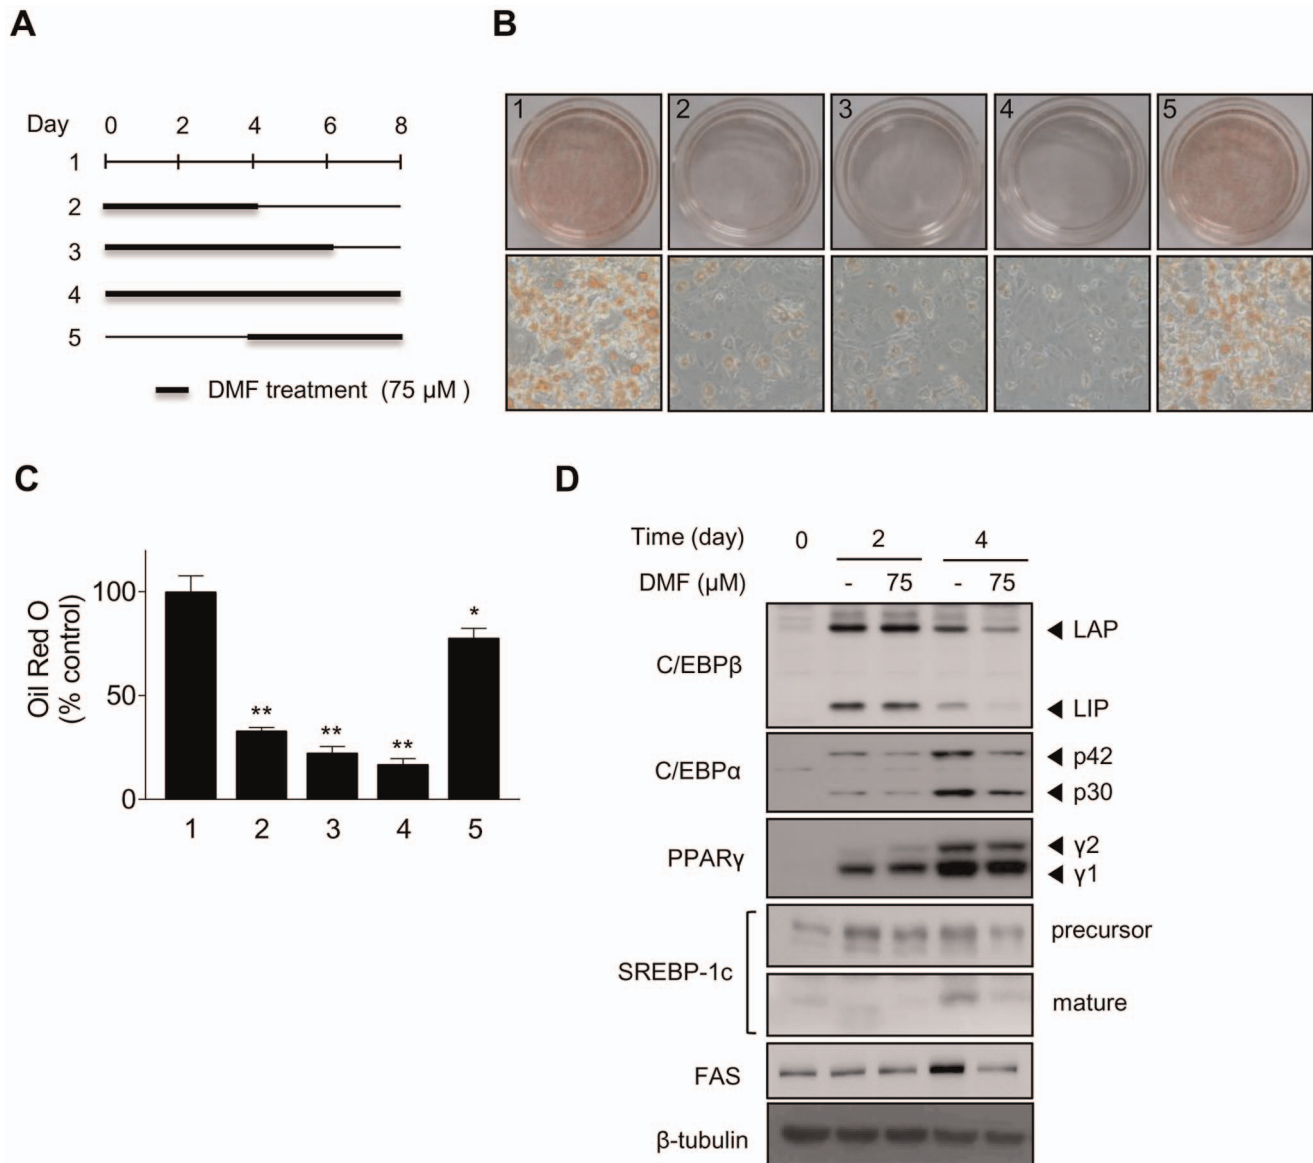 A
Day 0 2 4 6 8
1
2
3
4
5
DMF treatment (75 µM )
B
1 2 3 4 5
C
Oil Red O
(% control)
100
50
0
** ** ** *
1 2 3 4 5
D
Time (day) 0 2 4
DMF (µM) - 75 - 75
C/EBPβ
LAP
LIP
C/EBPα
p42
p30
PPARγ
γ2
γ1
SREBP-1c
precursor
mature
FAS
β-tubulin